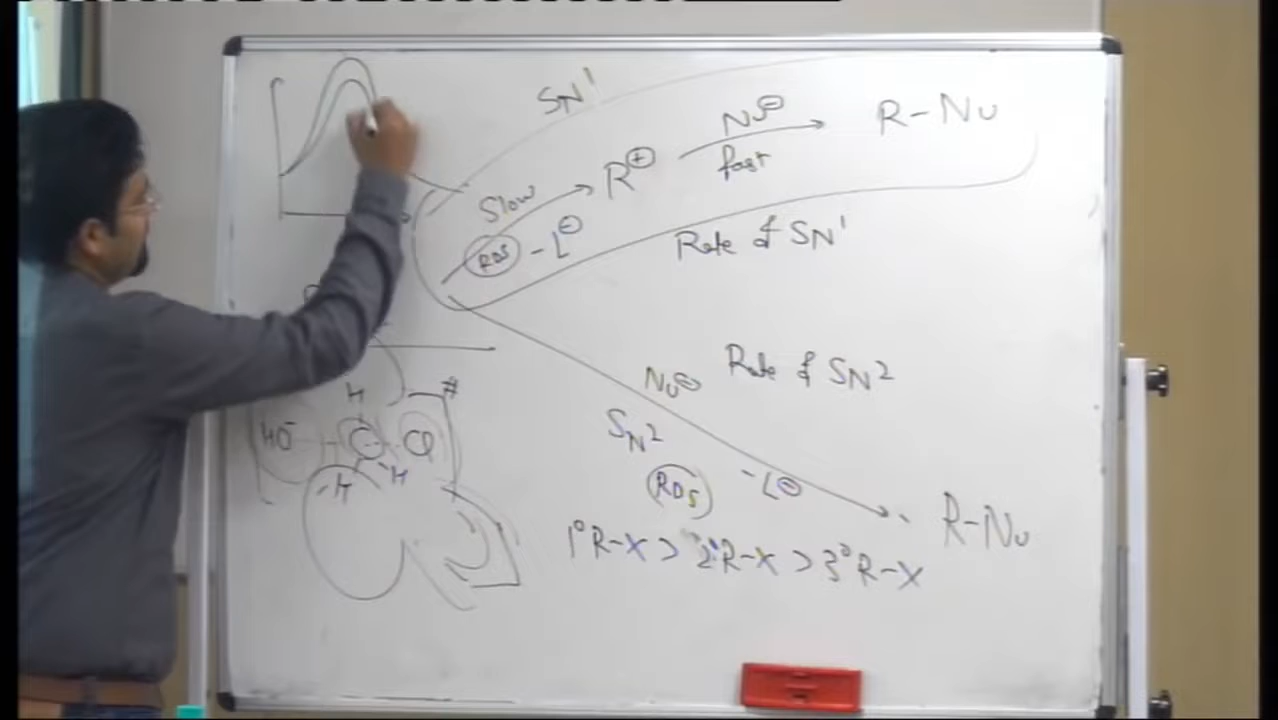 SN1
Slow
RDS
-L⊖
R⊕
Nu⊖
fast
R-Nu
Rate of SN1
Nu⊖
Rate of SN2
SN2
RDS
-L⊖
R-Nu
1°R-X > 2°R-X > 3°R-X
H
#
HO⁻ C Cl
-H H